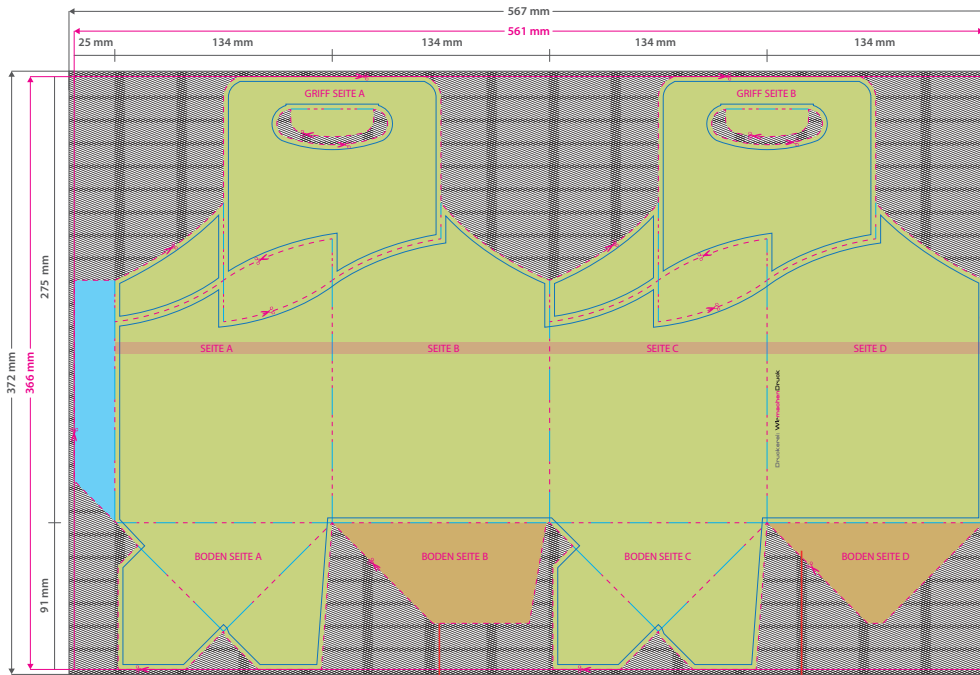 567 mm
561 mm
25 mm
134 mm
134 mm
134 mm
134 mm
GRIFF SEITE A
GRIFF SEITE B
275 mm
372 mm
366 mm
SEITE A
SEITE B
SEITE C
SEITE D
Druckerei WIRmachenDruck
BODEN SEITE A
BODEN SEITE B
BODEN SEITE C
BODEN SEITE D
91 mm